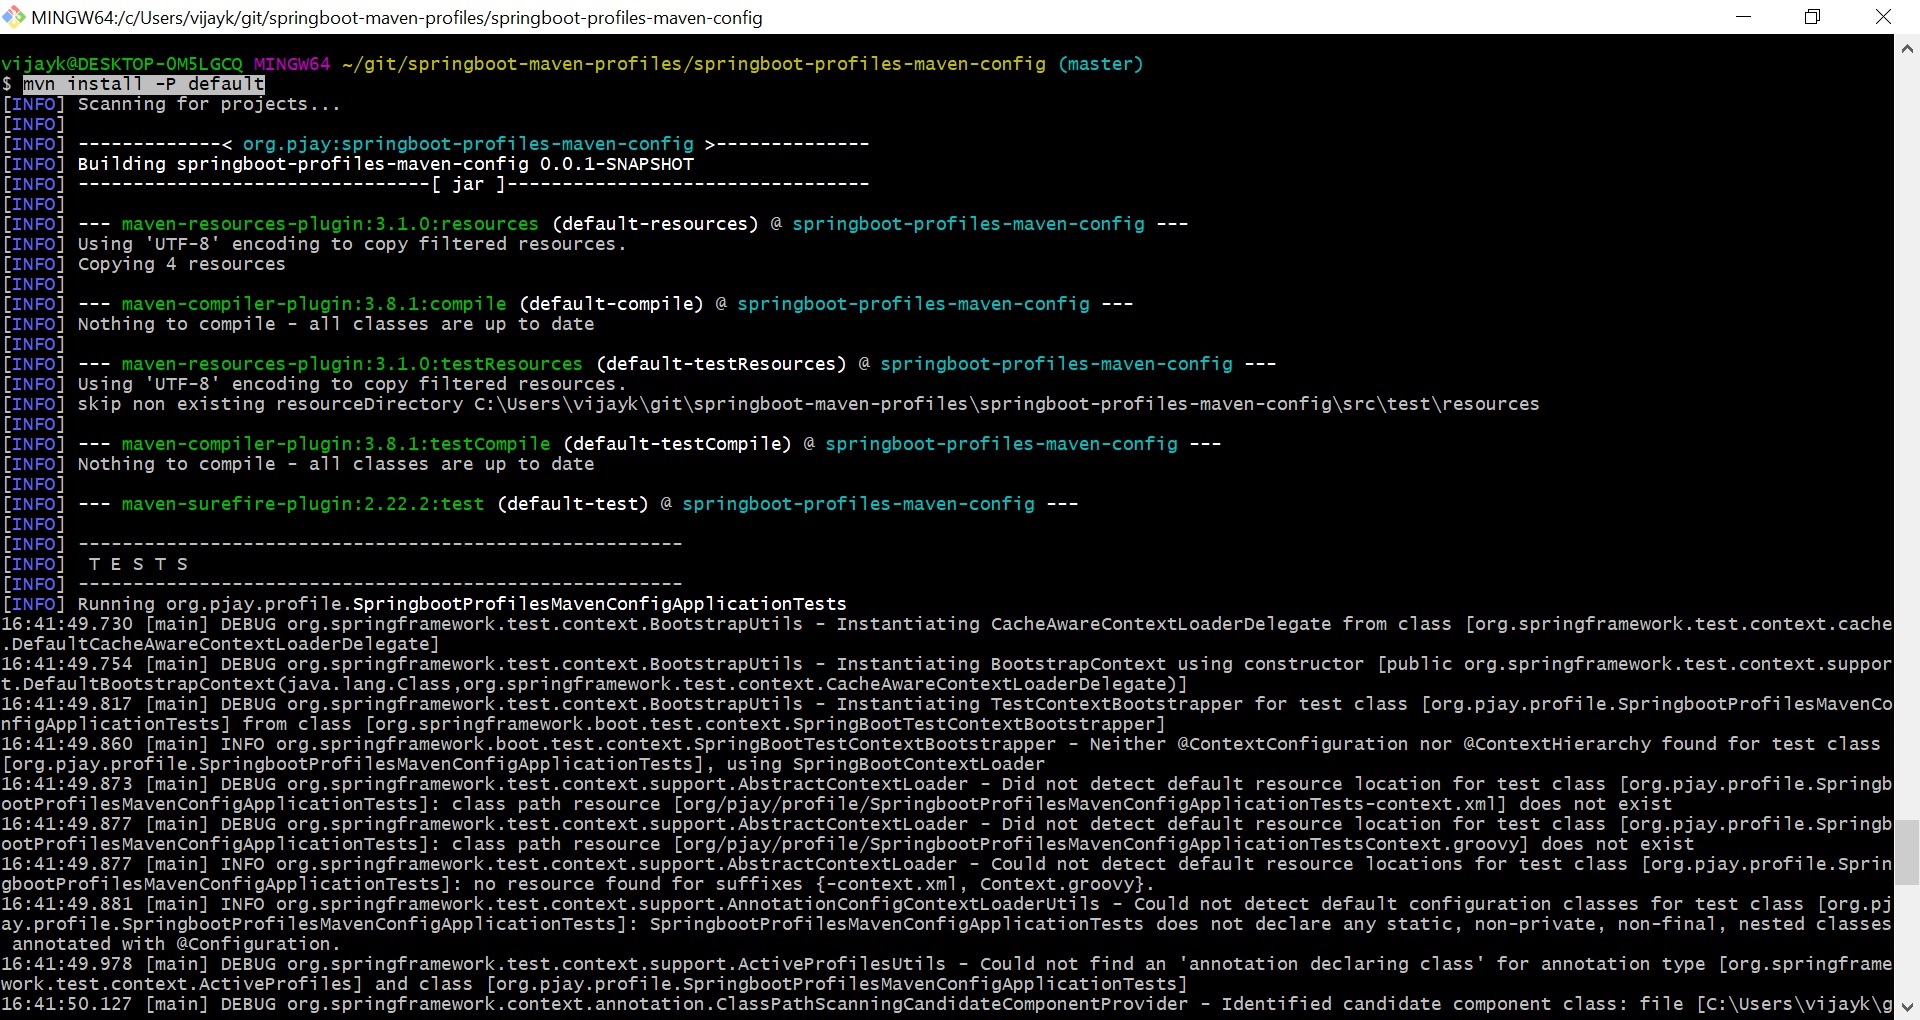 MINGW64:/c/Users/vijayk/git/springboot-maven-profiles/springboot-profiles-maven-config
vijayk@DESKTOP-0M5LGCQ MINGW64 ~/git/springboot-maven-profiles/springboot-profiles-maven-config (master)
$ mvn install -P default
[INFO] Scanning for projects...
[INFO]
[INFO] -------------< org.pjay:springboot-profiles-maven-config >--------------
[INFO] Building springboot-profiles-maven-config 0.0.1-SNAPSHOT
[INFO] --------------------------------[ jar ]---------------------------------
[INFO]
[INFO] --- maven-resources-plugin:3.1.0:resources (default-resources) @ springboot-profiles-maven-config ---
[INFO] Using 'UTF-8' encoding to copy filtered resources.
[INFO] Copying 4 resources
[INFO]
[INFO] --- maven-compiler-plugin:3.8.1:compile (default-compile) @ springboot-profiles-maven-config ---
[INFO] Nothing to compile - all classes are up to date
[INFO]
[INFO] --- maven-resources-plugin:3.1.0:testResources (default-testResources) @ springboot-profiles-maven-config ---
[INFO] Using 'UTF-8' encoding to copy filtered resources.
[INFO] skip non existing resourceDirectory C:\Users\vijayk\git\springboot-maven-profiles\springboot-profiles-maven-config\src\test\resources
[INFO]
[INFO] --- maven-compiler-plugin:3.8.1:testCompile (default-testCompile) @ springboot-profiles-maven-config ---
[INFO] Nothing to compile - all classes are up to date
[INFO]
[INFO] --- maven-surefire-plugin:2.22.2:test (default-test) @ springboot-profiles-maven-config ---
[INFO]
[INFO] -------------------------------------------------------
[INFO]  T E S T S
[INFO] -------------------------------------------------------
[INFO] Running org.pjay.profile.SpringbootProfilesMavenConfigApplicationTests
16:41:49.730 [main] DEBUG org.springframework.test.context.BootstrapUtils - Instantiating CacheAwareContextLoaderDelegate from class [org.springframework.test.context.cache
.DefaultCacheAwareContextLoaderDelegate]
16:41:49.754 [main] DEBUG org.springframework.test.context.BootstrapUtils - Instantiating BootstrapContext using constructor [public org.springframework.test.context.suppor
t.DefaultBootstrapContext(java.lang.Class,org.springframework.test.context.CacheAwareContextLoaderDelegate)]
16:41:49.817 [main] DEBUG org.springframework.test.context.BootstrapUtils - Instantiating TestContextBootstrapper for test class [org.pjay.profile.SpringbootProfilesMavenCo
nfigApplicationTests] from class [org.springframework.boot.test.context.SpringBootTestContextBootstrapper]
16:41:49.860 [main] INFO org.springframework.boot.test.context.SpringBootTestContextBootstrapper - Neither @ContextConfiguration nor @ContextHierarchy found for test class
[org.pjay.profile.SpringbootProfilesMavenConfigApplicationTests], using SpringBootContextLoader
16:41:49.873 [main] DEBUG org.springframework.test.context.support.AbstractContextLoader - Did not detect default resource location for test class [org.pjay.profile.Springb
ootProfilesMavenConfigApplicationTests]: class path resource [org/pjay/profile/SpringbootProfilesMavenConfigApplicationTests-context.xml] does not exist
16:41:49.877 [main] DEBUG org.springframework.test.context.support.AbstractContextLoader - Did not detect default resource location for test class [org.pjay.profile.Springb
ootProfilesMavenConfigApplicationTests]: class path resource [org/pjay/profile/SpringbootProfilesMavenConfigApplicationTestsContext.groovy] does not exist
16:41:49.877 [main] INFO org.springframework.test.context.support.AbstractContextLoader - Could not detect default resource locations for test class [org.pjay.profile.Sprin
gbootProfilesMavenConfigApplicationTests]: no resource found for suffixes {-context.xml, Context.groovy}.
16:41:49.881 [main] INFO org.springframework.test.context.support.AnnotationConfigContextLoaderUtils - Could not detect default configuration classes for test class [org.pj
ay.profile.SpringbootProfilesMavenConfigApplicationTests]: SpringbootProfilesMavenConfigApplicationTests does not declare any static, non-private, non-final, nested classes
 annotated with @Configuration.
16:41:49.978 [main] DEBUG org.springframework.test.context.support.ActiveProfilesUtils - Could not find an 'annotation declaring class' for annotation type [org.springframe
work.test.context.ActiveProfiles] and class [org.pjay.profile.SpringbootProfilesMavenConfigApplicationTests]
16:41:50.127 [main] DEBUG org.springframework.context.annotation.ClassPathScanningCandidateComponentProvider - Identified candidate component class: file [C:\Users\vijayk\g